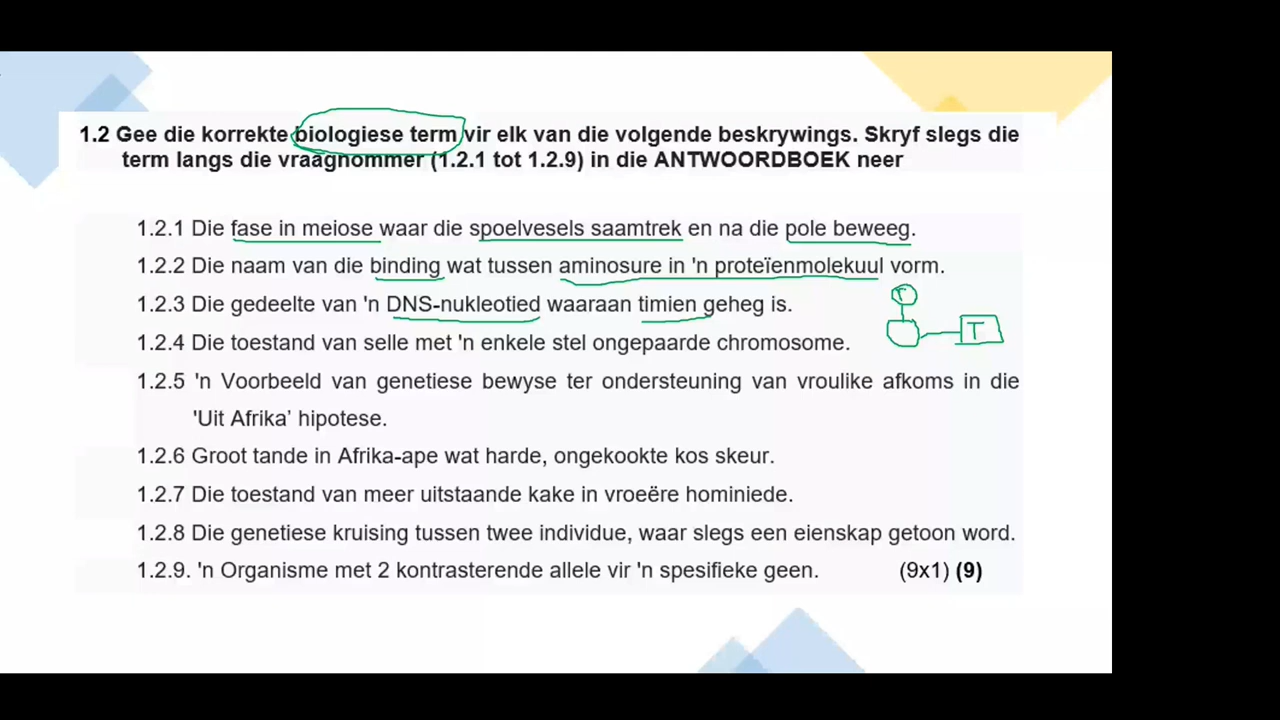 1.2 Gee die korrekte biologiese term vir elk van die volgende beskrywings. Skryf slegs die
term langs die vraagnommer (1.2.1 tot 1.2.9) in die ANTWOORDBOEK neer
1.2.1 Die fase in meiose waar die spoelvesels saamtrek en na die pole beweeg.
1.2.2 Die naam van die binding wat tussen aminosure in 'n proteïenmolekuul vorm.
1.2.3 Die gedeelte van 'n DNS-nukleotied waaraan timien geheg is.
T
1.2.4 Die toestand van selle met 'n enkele stel ongepaarde chromosome.
1.2.5 'n Voorbeeld van genetiese bewyse ter ondersteuning van vroulike afkoms in die
'Uit Afrika’ hipotese.
1.2.6 Groot tande in Afrika-ape wat harde, ongekookte kos skeur.
1.2.7 Die toestand van meer uitstaande kake in vroeëre hominiede.
1.2.8 Die genetiese kruising tussen twee individue, waar slegs een eienskap getoon word.
1.2.9. 'n Organisme met 2 kontrasterende allele vir 'n spesifieke geen. (9x1) (9)